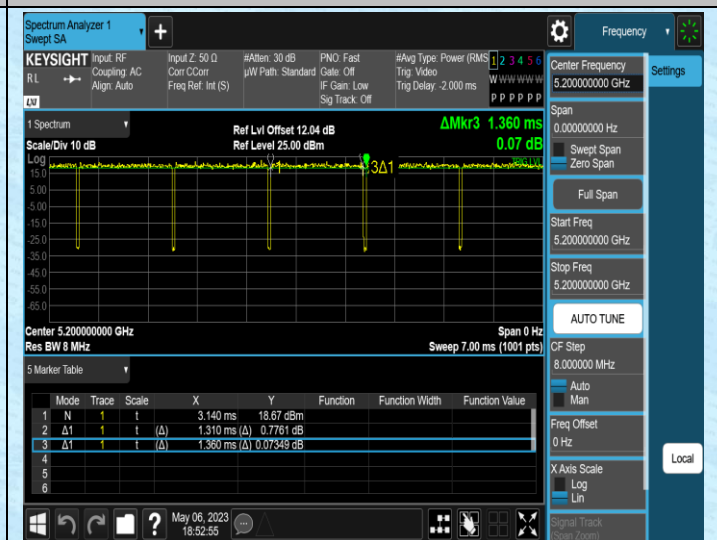 Spectrum Analyzer 1
Swept SA
+
Frequency
KEYSIGHT
RL
LXI
Input: RF
Coupling: AC
Align: Auto
Input Z: 50 Ω
Corr CCorr
Freq Ref: Int (S)
#Atten: 30 dB
µW Path: Standard
PNO: Fast
Gate: Off
IF Gain: Low
Sig Track: Off
#Avg Type: Power (RMS
Trig: Video
Trig Delay: -2.000 ms
1 2 3 4 5 6
W W W W W W
P P P P P P
1 Spectrum
Scale/Div 10 dB
Ref Lvl Offset 12.04 dB
Ref Level 25.00 dBm
ΔMkr3 1.360 ms
0.07 dB
Log
15.0
5.00
-5.00
-15.0
-25.0
-35.0
-45.0
-55.0
-65.0
3Δ1
TRIG LVL
Center 5.200000000 GHz
Res BW 8 MHz
Span 0 Hz
Sweep 7.00 ms (1001 pts)
5 Marker Table
Mode Trace Scale X Y Function Function Width Function Value
1 N 1 t 3.140 ms 18.67 dBm
2 Δ1 1 t (Δ) 1.310 ms (Δ) 0.7761 dB
3 Δ1 1 t (Δ) 1.360 ms (Δ) 0.07349 dB
4
5
6
?
May 06, 2023
18:52:55
Center Frequency
5.200000000 GHz
Span
0.00000000 Hz
Swept Span
Zero Span
Full Span
Start Freq
5.200000000 GHz
Stop Freq
5.200000000 GHz
AUTO TUNE
CF Step
8.000000 MHz
Auto
Man
Freq Offset
0 Hz
X Axis Scale
Log
Lin
Signal Track
(Span Zoom)
Settings
Local